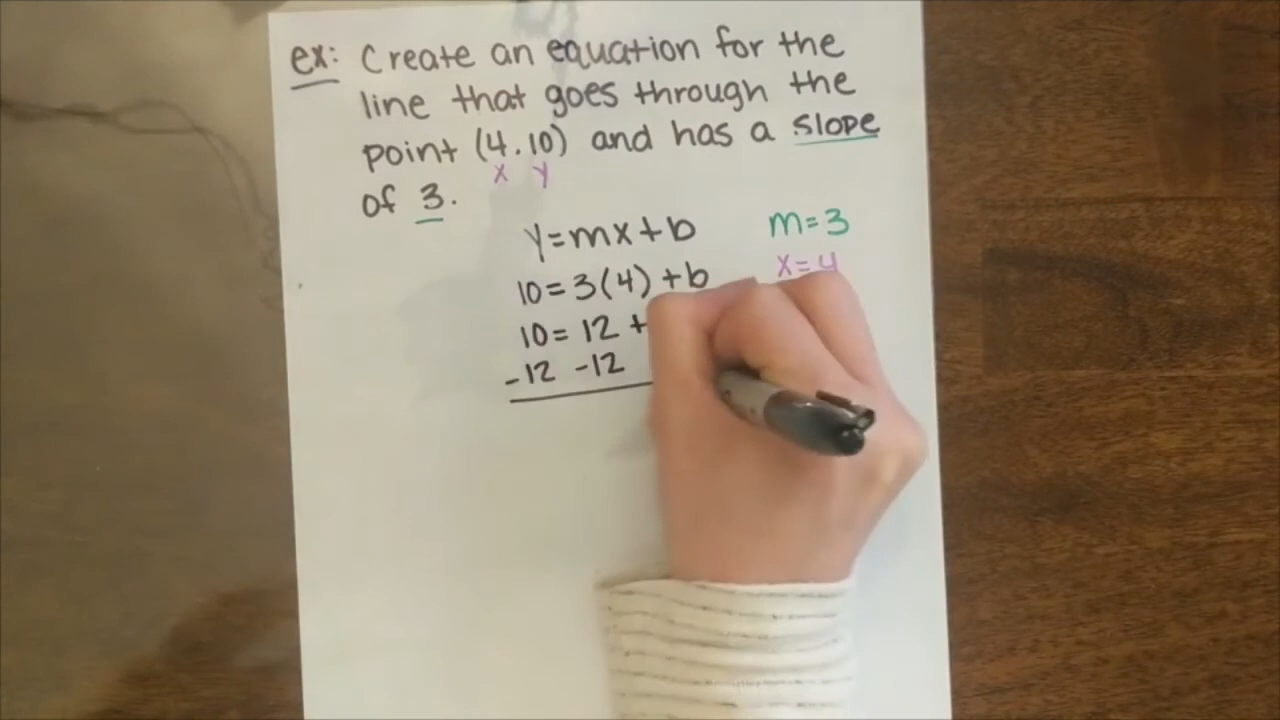 ex: Create an equation for the
line that goes through the
point (4.10) and has a slope
x y
of 3.
y=mx+b
m=3
10=3(4)+b
x=4
10=12+
-12 -12